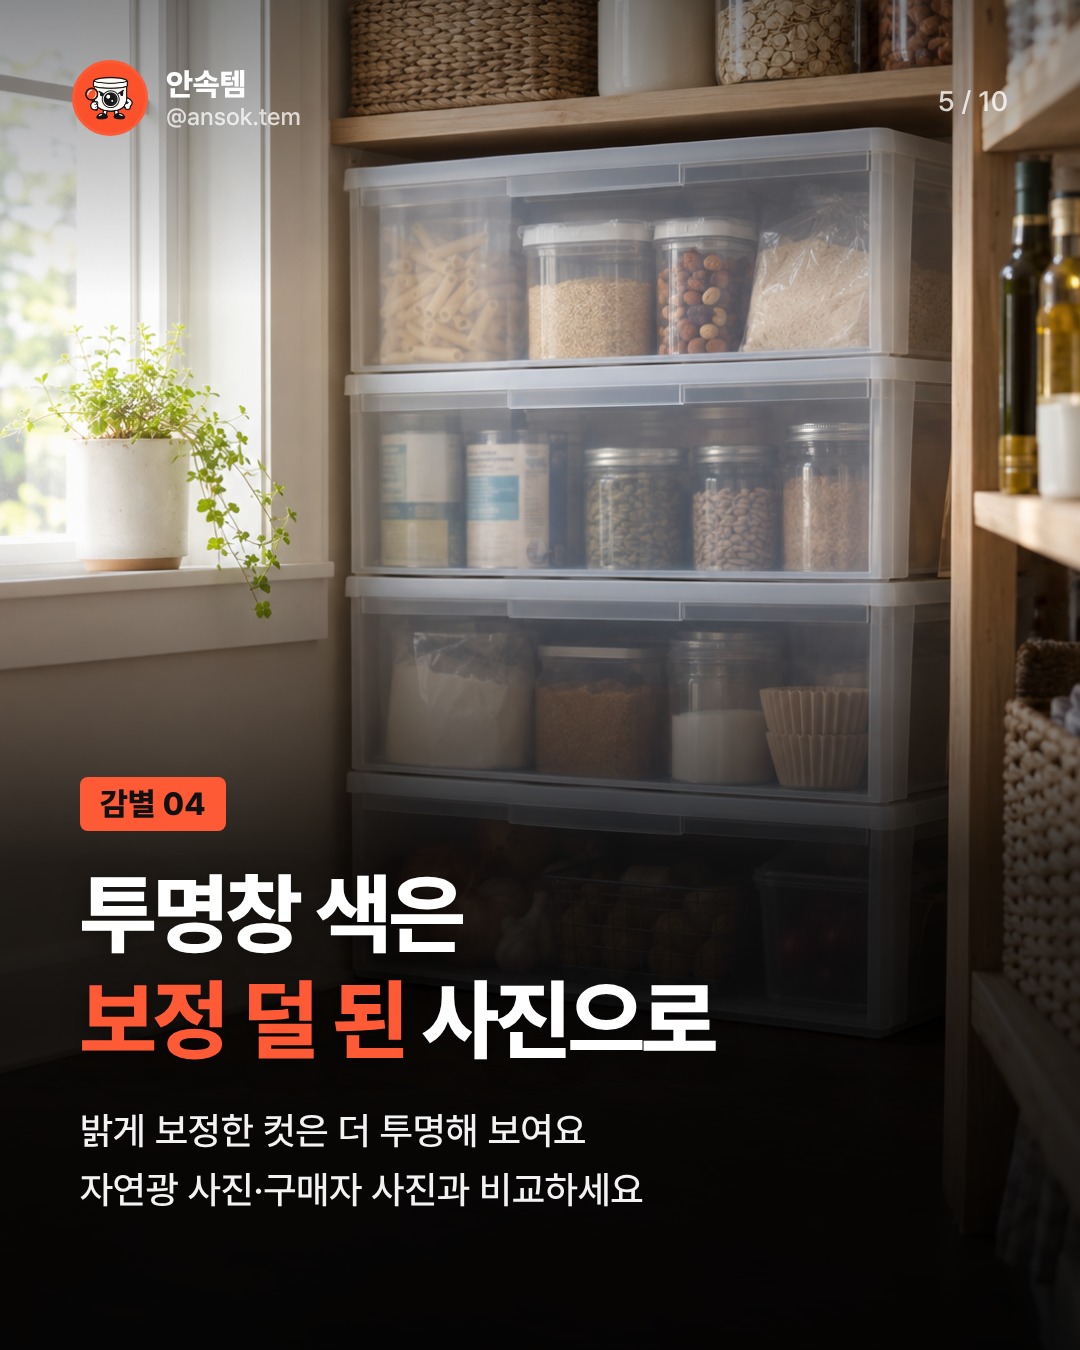 안속템
@ansok.tem
5 / 10
감별 04
투명창 색은
보정 덜 된 사진으로
밝게 보정한 컷은 더 투명해 보여요
자연광 사진·구매자 사진과 비교하세요